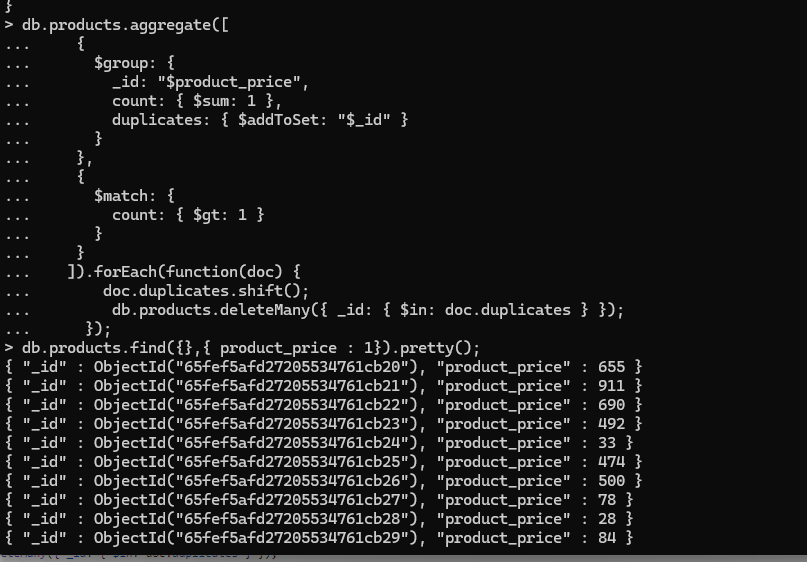 }
> db.products.aggregate([
...     {
...       $group: {
...         _id: "$product_price",
...         count: { $sum: 1 },
...         duplicates: { $addToSet: "$_id" }
...       }
...     },
...     {
...       $match: {
...         count: { $gt: 1 }
...       }
...     }
...    ]).forEach(function(doc) {
...        doc.duplicates.shift();
...         db.products.deleteMany({ _id: { $in: doc.duplicates } });
...      });
> db.products.find({},{ product_price : 1}).pretty();
{ "_id" : ObjectId("65fef5afd27205534761cb20"), "product_price" : 655 }
{ "_id" : ObjectId("65fef5afd27205534761cb21"), "product_price" : 911 }
{ "_id" : ObjectId("65fef5afd27205534761cb22"), "product_price" : 690 }
{ "_id" : ObjectId("65fef5afd27205534761cb23"), "product_price" : 492 }
{ "_id" : ObjectId("65fef5afd27205534761cb24"), "product_price" : 33 }
{ "_id" : ObjectId("65fef5afd27205534761cb25"), "product_price" : 474 }
{ "_id" : ObjectId("65fef5afd27205534761cb26"), "product_price" : 500 }
{ "_id" : ObjectId("65fef5afd27205534761cb27"), "product_price" : 78 }
{ "_id" : ObjectId("65fef5afd27205534761cb28"), "product_price" : 28 }
{ "_id" : ObjectId("65fef5afd27205534761cb29"), "product_price" : 84 }